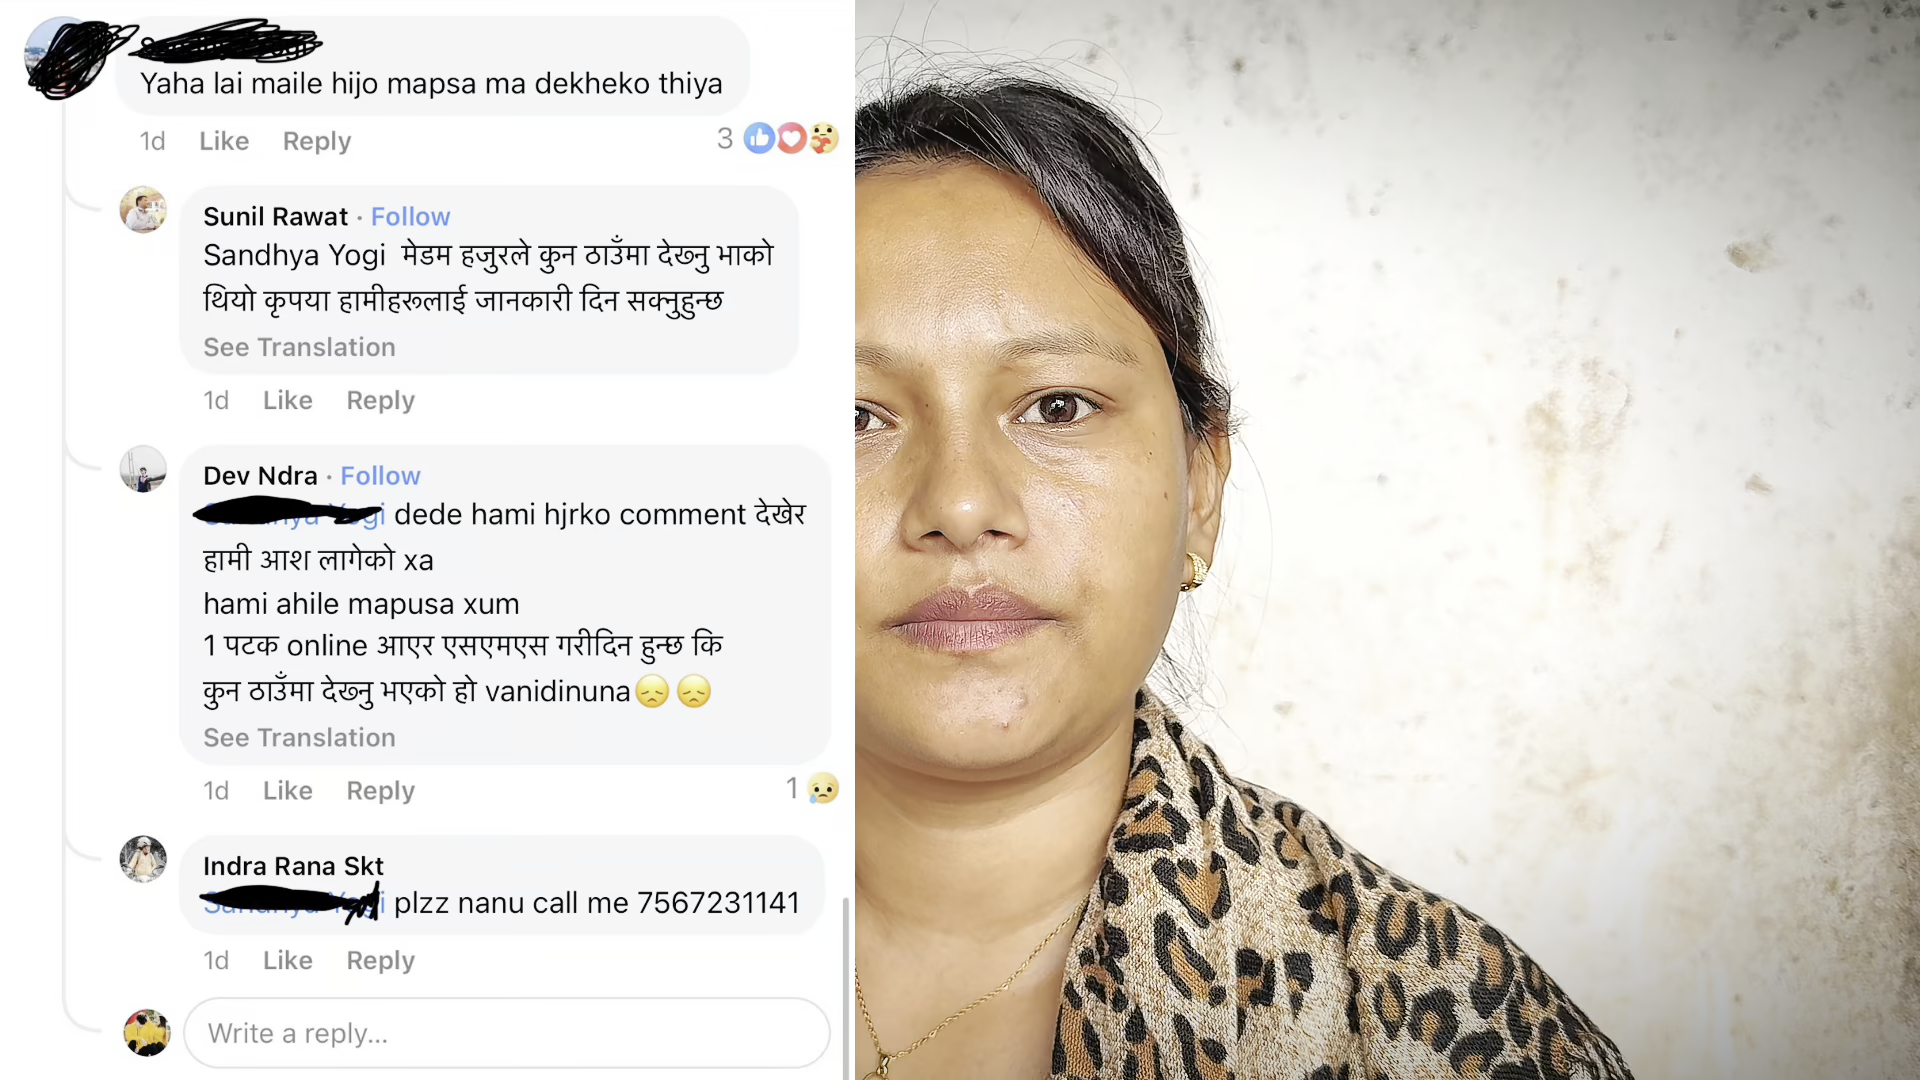 Yaha lai maile hijo mapsa ma dekheko thiya
1d Like Reply 3
Sunil Rawat · Follow
Sandhya Yogi मेडम हजुरले कुन ठाउँमा देख्नु भाको
थियो कृपया हामीहरूलाई जानकारी दिन सक्नुहुन्छ
See Translation
1d Like Reply
Dev Ndra · Follow
dede hami hjrko comment देखेर
हामी आश लागेको xa
hami ahile mapusa xum
1 पटक online आएर एसएमएस गरीदिन हुन्छ कि
कुन ठाउँमा देख्नु भएको हो vanidinuna
See Translation
1d Like Reply 1
Indra Rana Skt
plzz nanu call me 7567231141
1d Like Reply
Write a reply...